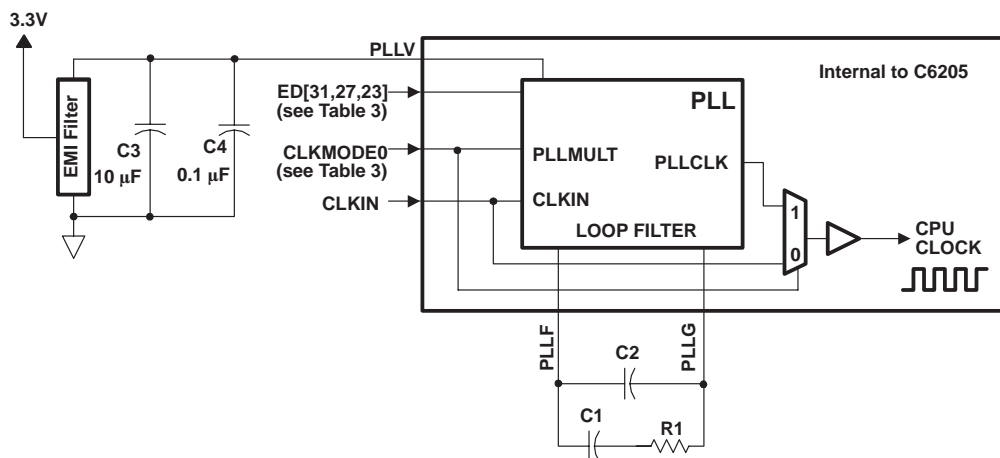 3.3V
PLLV
Internal to C6205
ED[31,27,23]
(see Table 3)
PLL
EMI Filter
C3
10 μF
C4
0.1 μF
CLKMODE0
(see Table 3)
PLLMULT
PLLCLK
CLKIN
CLKIN
1
0
LOOP FILTER
CPU
CLOCK
PLLF
PLLG
C2
C1
R1